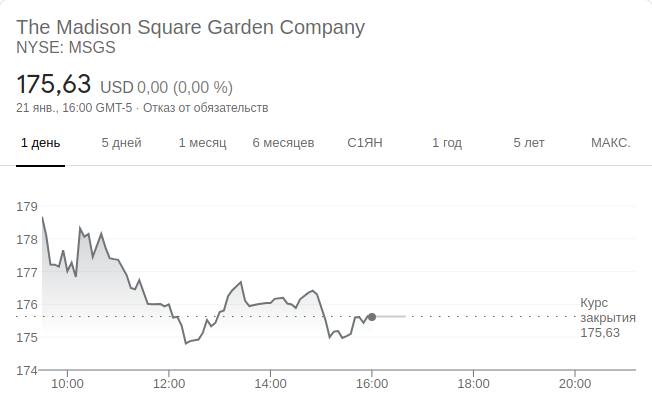 The Madison Square Garden Company
NYSE: MSGS
175,63 USD 0,00 (0,00 %)
21 янв., 16:00 GMT-5 · Отказ от обязательств
1 день 5 дней 1 месяц 6 месяцев С1ЯН 1 год 5 лет МАКС.
179
178
177
176
175
174
Курс
закрытия
175,63
10:00 12:00 14:00 16:00 18:00 20:00